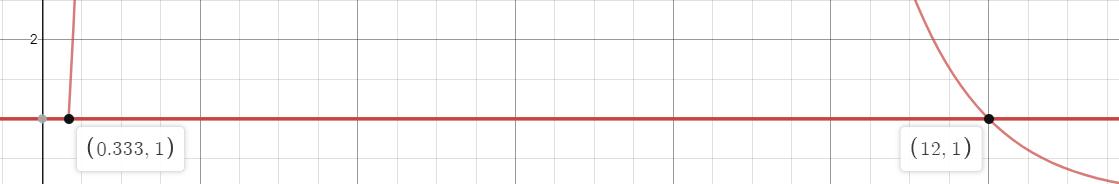 2
(0.333, 1)
(12, 1)